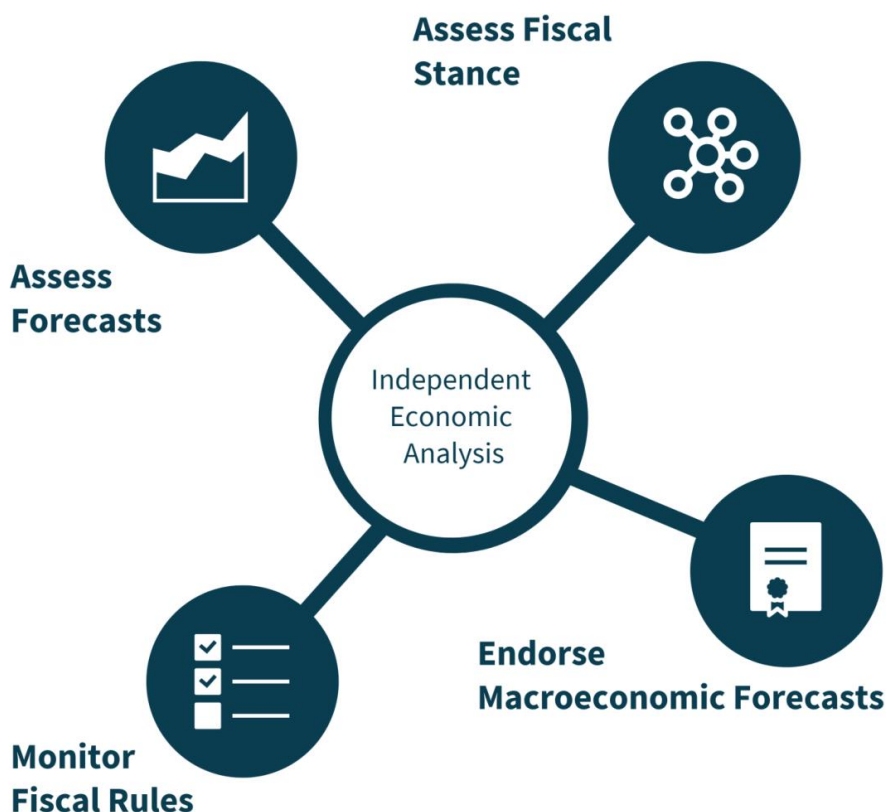 Assess Fiscal
Stance
Assess
Forecasts
Independent
Economic
Analysis
Endorse
Macroeconomic Forecasts
Monitor
Fiscal Rules